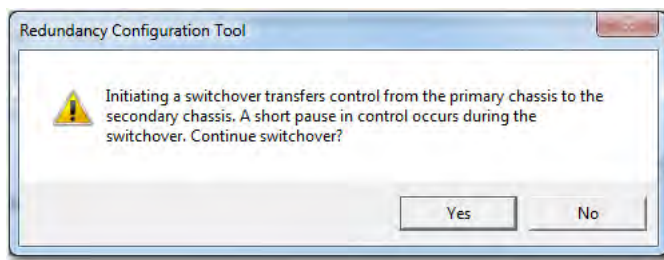 Redundancy Configuration Tool
Initiating a switchover transfers control from the primary chassis to the
secondary chassis. A short pause in control occurs during the
switchover. Continue switchover?
Yes
No